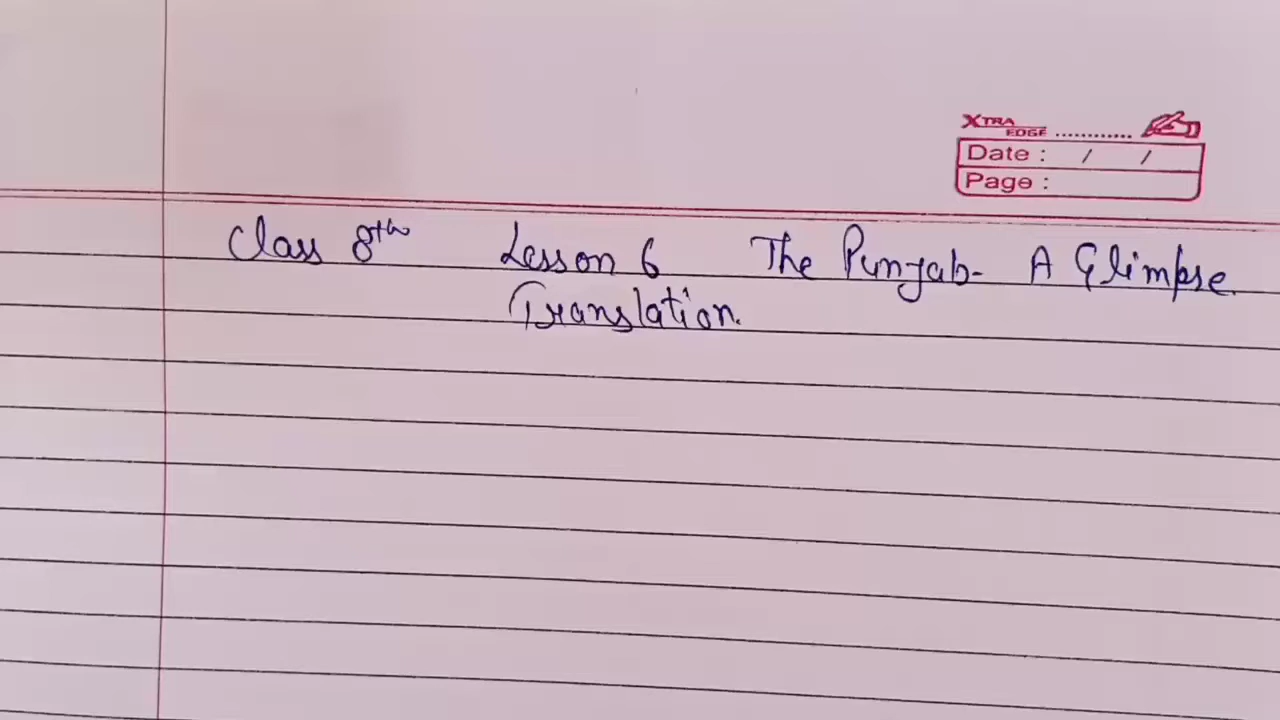 XTRA
EDGE ............
Date : / /
Page :
Class 8th Lesson 6 The Punjab- A Glimpse.
Translation.